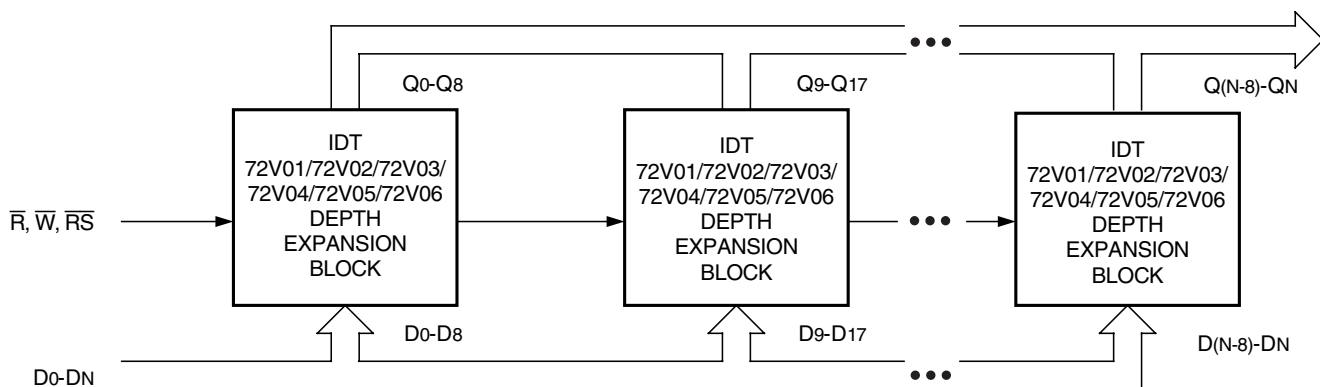 Q0-Q8
Q9-Q17
Q(N-8)-QN
IDT
72V01/72V02/72V03/
72V04/72V05/72V06
DEPTH
EXPANSION
BLOCK
IDT
72V01/72V02/72V03/
72V04/72V05/72V06
DEPTH
EXPANSION
BLOCK
IDT
72V01/72V02/72V03/
72V04/72V05/72V06
DEPTH
EXPANSION
BLOCK
R̅, W̅, R̅S̅
D0-D8
D9-D17
D(N-8)-DN
D0-DN